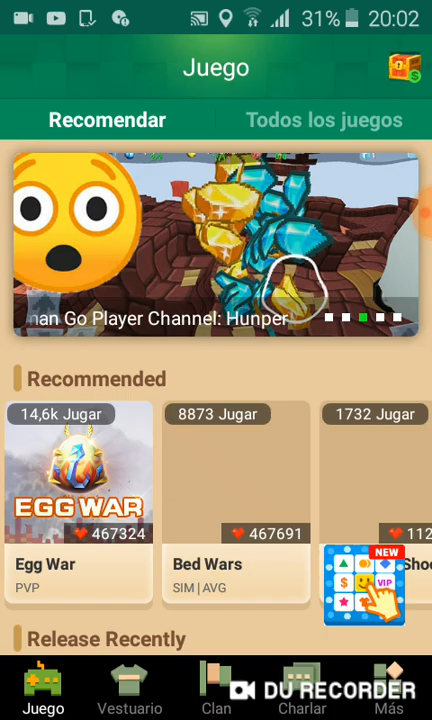 31% 20:02
Juego
Recomendar Todos los juegos
nan Go Player Channel: Hunper
Recommended
14,6k Jugar 8873 Jugar 1732 Jugar
EGG WAR
467324 467691 112
NEW
VIP
Egg War Bed Wars Shoo
PVP SIM|AVG
Release Recently
DU RECORDER
Juego Vestuario Clan Charlar Más